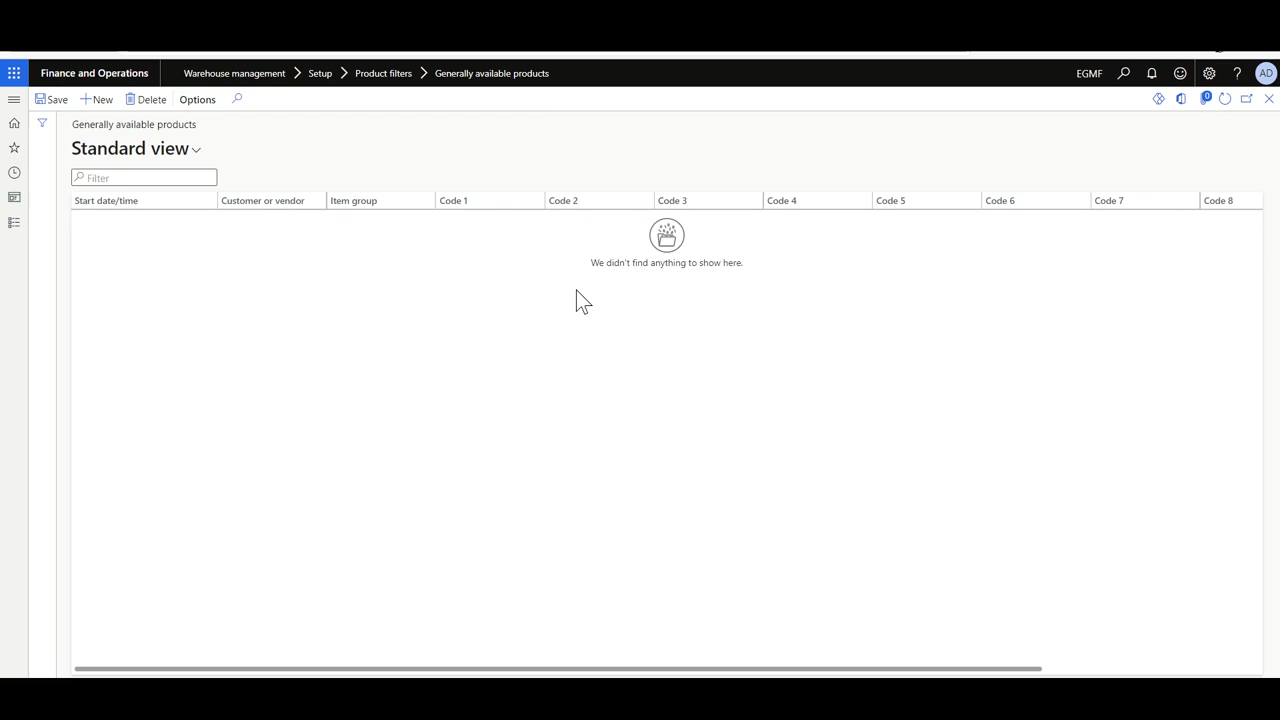 Finance and Operations
Warehouse management
Setup
Product filters
Generally available products
EGMF
AD
Save
New
Delete
Options
0
Generally available products
Standard view
Filter
Start date/time
Customer or vendor
Item group
Code 1
Code 2
Code 3
Code 4
Code 5
Code 6
Code 7
Code 8
We didn't find anything to show here.